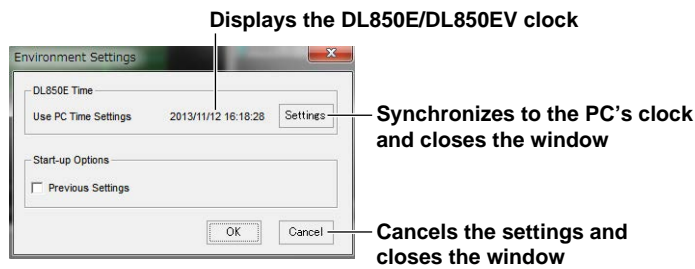 Displays the DL850E/DL850EV clock
Environment Settings
DL850E Time
Use PC Time Settings 2013/11/12 16:18:28 Settings
Synchronizes to the PC's clock
and closes the window
Start-up Options
Previous Settings
OK Cancel
Cancels the settings and
closes the window